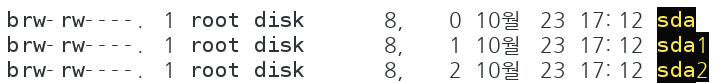 brw-rw----. 1 root disk 8, 0 10월 23 17:12 sda
brw-rw----. 1 root disk 8, 1 10월 23 17:12 sda1
brw-rw----. 1 root disk 8, 2 10월 23 17:12 sda2